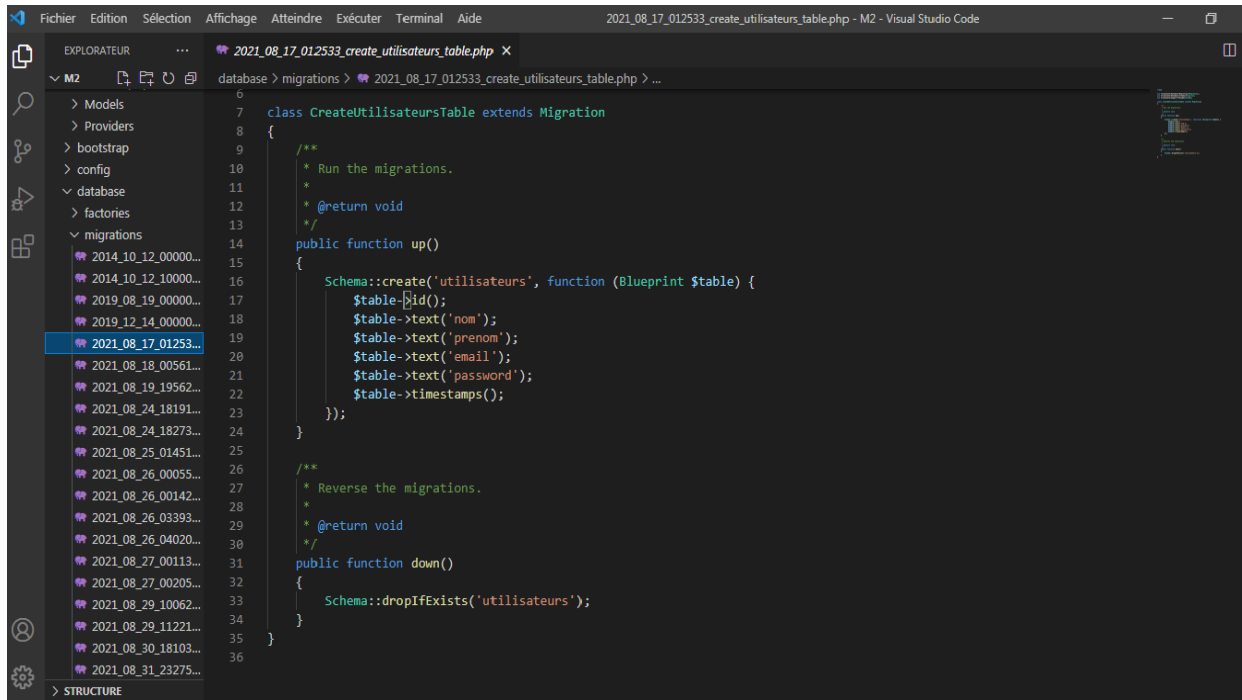 Fichier Edition Sélection Affichage Atteindre Exécuter Terminal Aide 2021_08_17_012533_create_utilisateurs_table.php - M2 - Visual Studio Code
EXPLORATEUR ... 2021_08_17_012533_create_utilisateurs_table.php ×
M2 database > migrations > 2021_08_17_012533_create_utilisateurs_table.php > ...
> Models
> Providers
> bootstrap
> config
database
> factories
migrations
2014_10_12_00000...
2014_10_12_10000...
2019_08_19_00000...
2019_12_14_00000...
2021_08_17_01253...
2021_08_18_00561...
2021_08_19_19562...
2021_08_24_18191...
2021_08_24_18273...
2021_08_25_01451...
2021_08_26_00055...
2021_08_26_00142...
2021_08_26_03393...
2021_08_26_04020...
2021_08_27_00113...
2021_08_27_00205...
2021_08_29_10062...
2021_08_29_11221...
2021_08_30_18103...
2021_08_31_23275...
> STRUCTURE
6
7 class CreateUtilisateursTable extends Migration
8 {
9 /**
10 * Run the migrations.
11 *
12 * @return void
13 */
14 public function up()
15 {
16 Schema::create('utilisateurs', function (Blueprint $table) {
17 $table->id();
18 $table->text('nom');
19 $table->text('prenom');
20 $table->text('email');
21 $table->text('password');
22 $table->timestamps();
23 });
24 }
25
26 /**
27 * Reverse the migrations.
28 *
29 * @return void
30 */
31 public function down()
32 {
33 Schema::dropIfExists('utilisateurs');
34 }
35 }
36